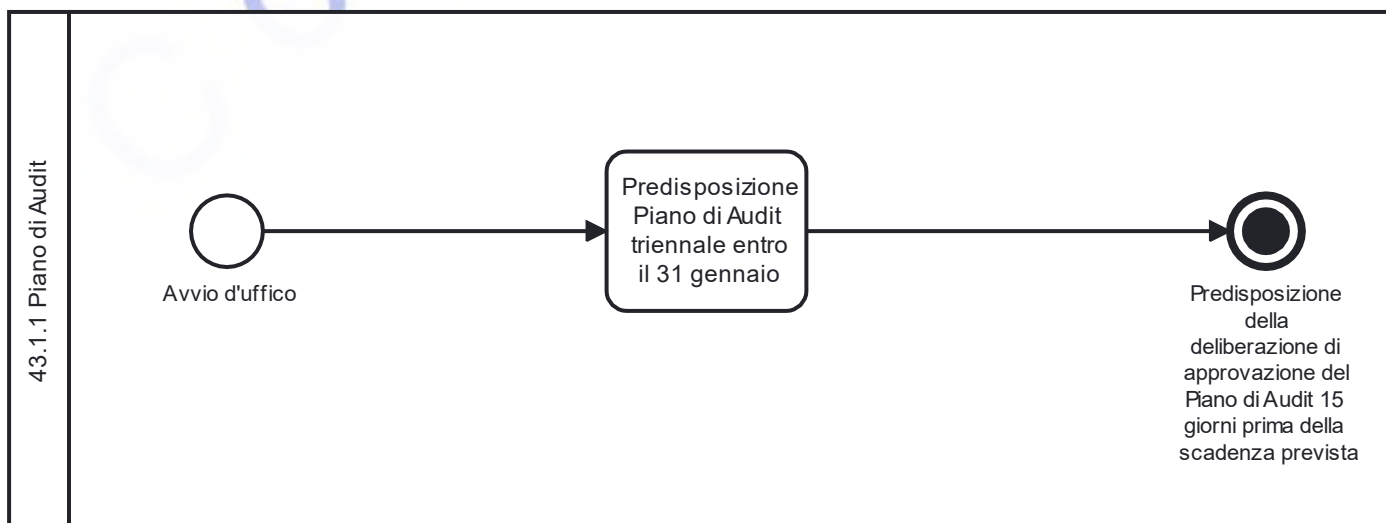 43.1.1 Piano di Audit
Avvio d'uffico
Predisposizione
Piano di Audit
triennale entro
il 31 gennaio
Predisposizione
della
deliberazione di
approvazione del
Piano di Audit 15
giorni prima della
scadenza prevista